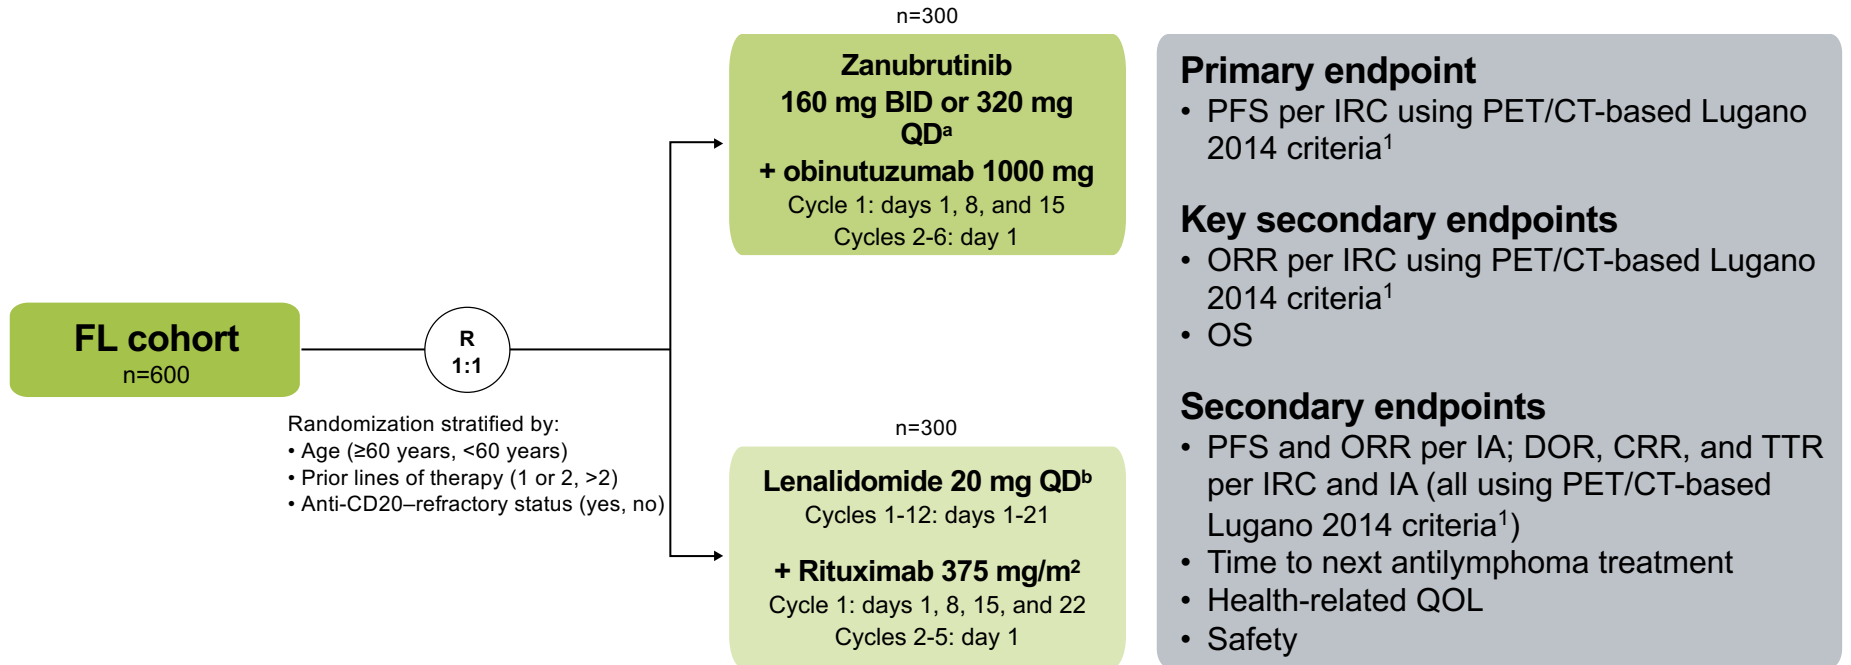 FL cohort
n=600
R
1:1
Randomization stratified by:
• Age (≥60 years, <60 years)
• Prior lines of therapy (1 or 2, >2)
• Anti-CD20–refractory status (yes, no)
n=300
Zanubrutinib
160 mg BID or 320 mg
QDᵃ
+ obinutuzumab 1000 mg
Cycle 1: days 1, 8, and 15
Cycles 2-6: day 1
n=300
Lenalidomide 20 mg QDᵇ
Cycles 1-12: days 1-21
+ Rituximab 375 mg/m²
Cycle 1: days 1, 8, 15, and 22
Cycles 2-5: day 1
Primary endpoint
• PFS per IRC using PET/CT-based Lugano
2014 criteria¹
Key secondary endpoints
• ORR per IRC using PET/CT-based Lugano
2014 criteria¹
• OS
Secondary endpoints
• PFS and ORR per IA; DOR, CRR, and TTR
per IRC and IA (all using PET/CT-based
Lugano 2014 criteria¹)
• Time to next antilymphoma treatment
• Health-related QOL
• Safety